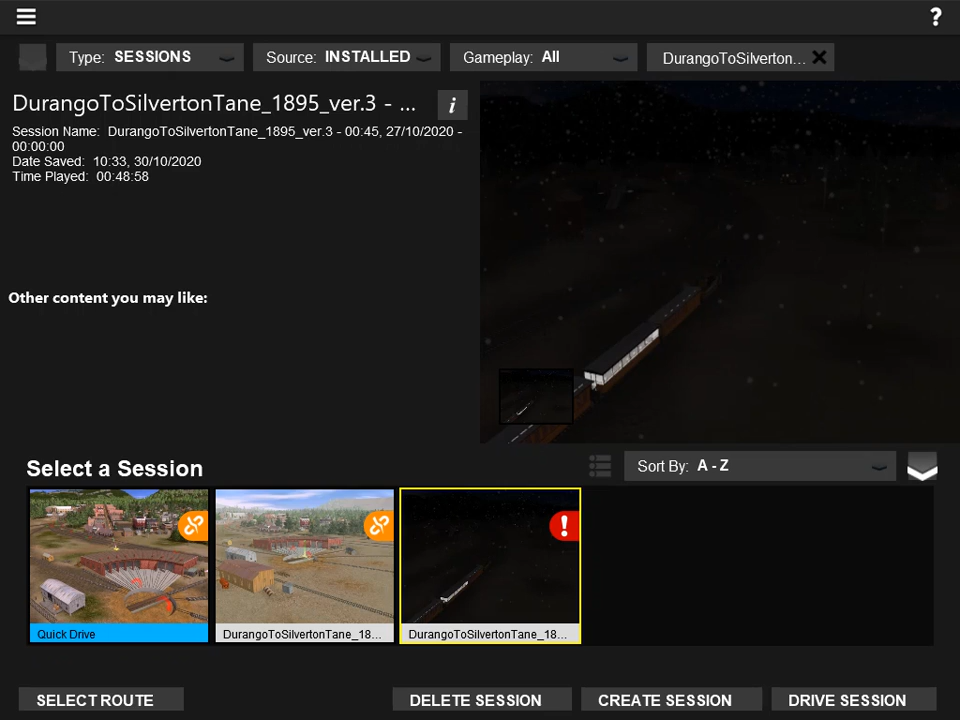 ?
Type: SESSIONS
Source: INSTALLED
Gameplay: All
DurangoToSilverton...
DurangoToSilvertonTane_1895_ver.3 - ...
i
Session Name: DurangoToSilvertonTane_1895_ver.3 - 00:45, 27/10/2020 -
00:00:00
Date Saved: 10:33, 30/10/2020
Time Played: 00:48:58
Other content you may like:
Select a Session
Sort By: A - Z
!
Quick Drive
DurangoToSilvertonTane_18...
DurangoToSilvertonTane_18...
SELECT ROUTE
DELETE SESSION
CREATE SESSION
DRIVE SESSION